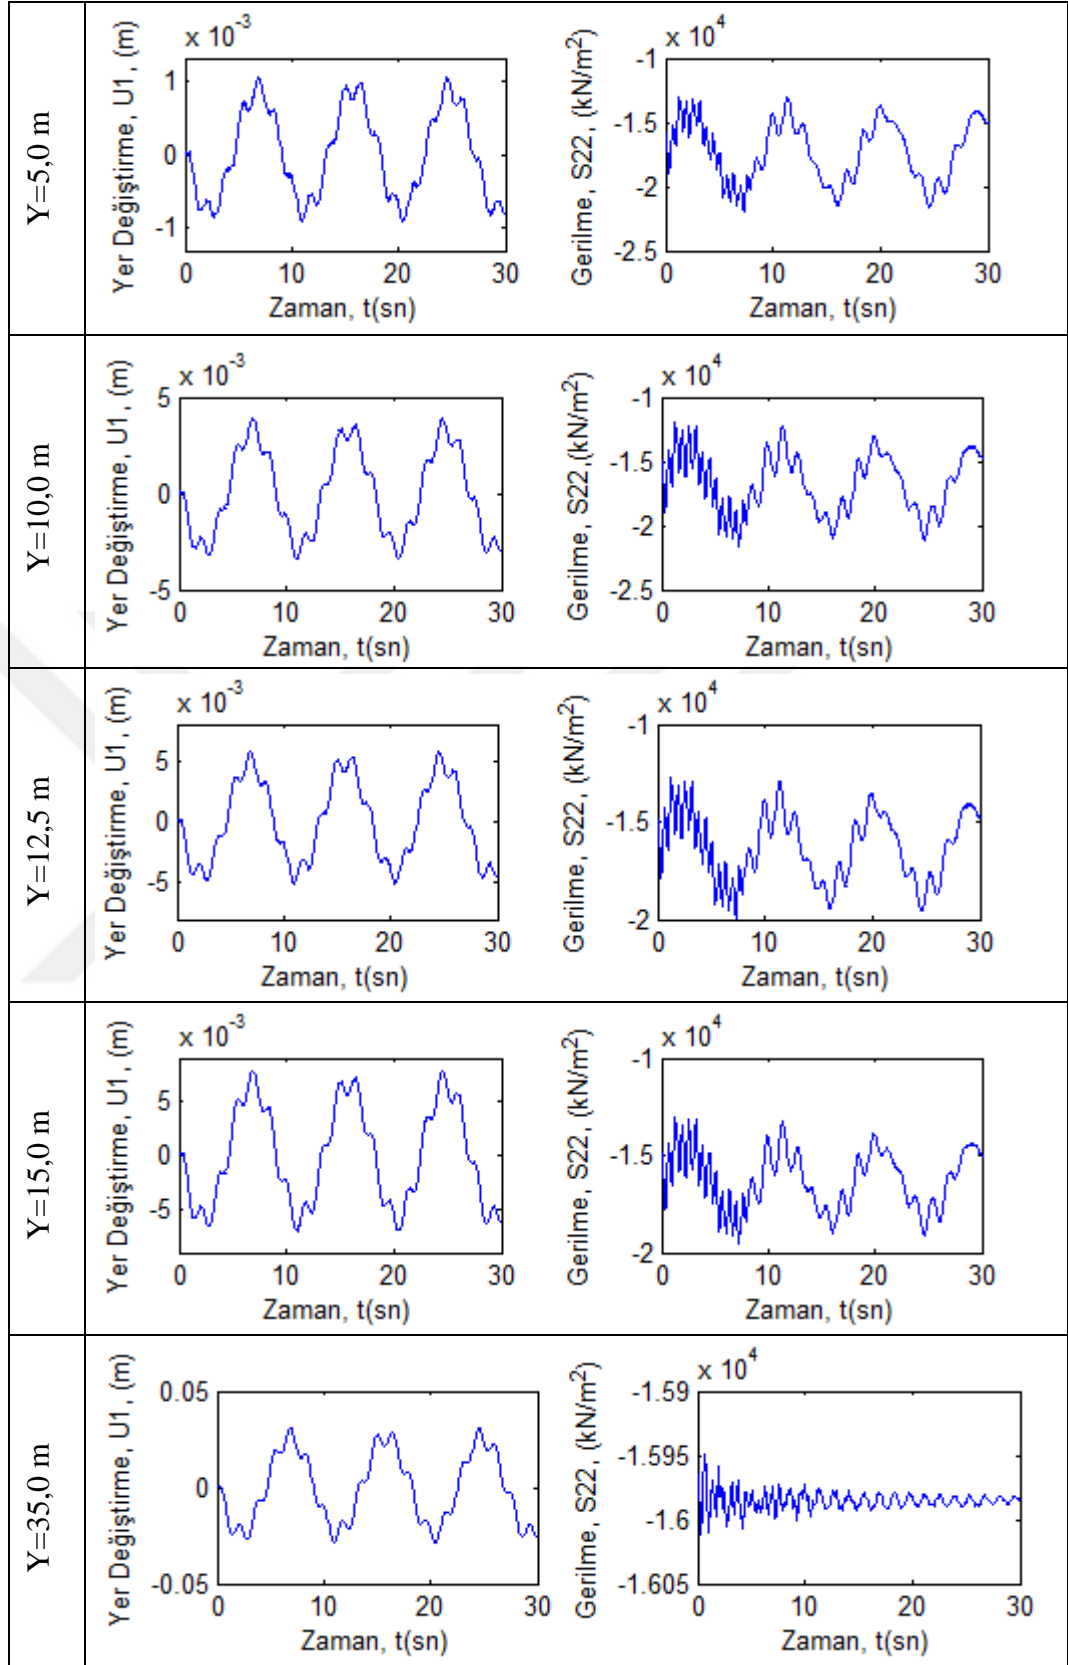 Y=5,0 m
x 10^-3
Yer Değiştirme, U1, (m)
1
0
-1
0 10 20 30
Zaman, t(sn)
x 10^4
Gerilme, S22, (kN/m²)
-1
-1.5
-2
-2.5
0 10 20 30
Zaman, t(sn)
Y=10,0 m
x 10^-3
Yer Değiştirme, U1, (m)
5
0
-5
0 10 20 30
Zaman, t(sn)
x 10^4
Gerilme, S22,(kN/m²)
-1
-1.5
-2
-2.5
0 10 20 30
Zaman, t(sn)
Y=12,5 m
x 10^-3
Yer Değiştirme, U1, (m)
5
0
-5
0 10 20 30
Zaman, t(sn)
x 10^4
Gerilme, S22, (kN/m²)
-1
-1.5
-2
0 10 20 30
Zaman, t(sn)
Y=15,0 m
x 10^-3
Yer Değiştirme, U1, (m)
5
0
-5
0 10 20 30
Zaman, t(sn)
x 10^4
Gerilme, S22, (kN/m²)
-1
-1.5
-2
0 10 20 30
Zaman, t(sn)
Y=35,0 m
Yer Değiştirme, U1, (m)
0.05
0
-0.05
0 10 20 30
Zaman, t(sn)
x 10^4
Gerilme, S22, (kN/m²)
-1.59
-1.595
-1.6
-1.605
0 10 20 30
Zaman, t(sn)